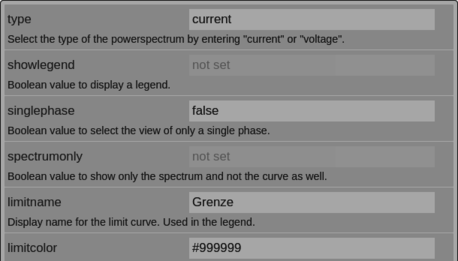 type current
Select the type of the powerspectrum by entering "current" or "voltage".
showlegend not set
Boolean value to display a legend.
singlephase false
Boolean value to select the view of only a single phase.
spectrumonly not set
Boolean value to show only the spectrum and not the curve as well.
limitname Grenze
Display name for the limit curve. Used in the legend.
limitcolor #999999